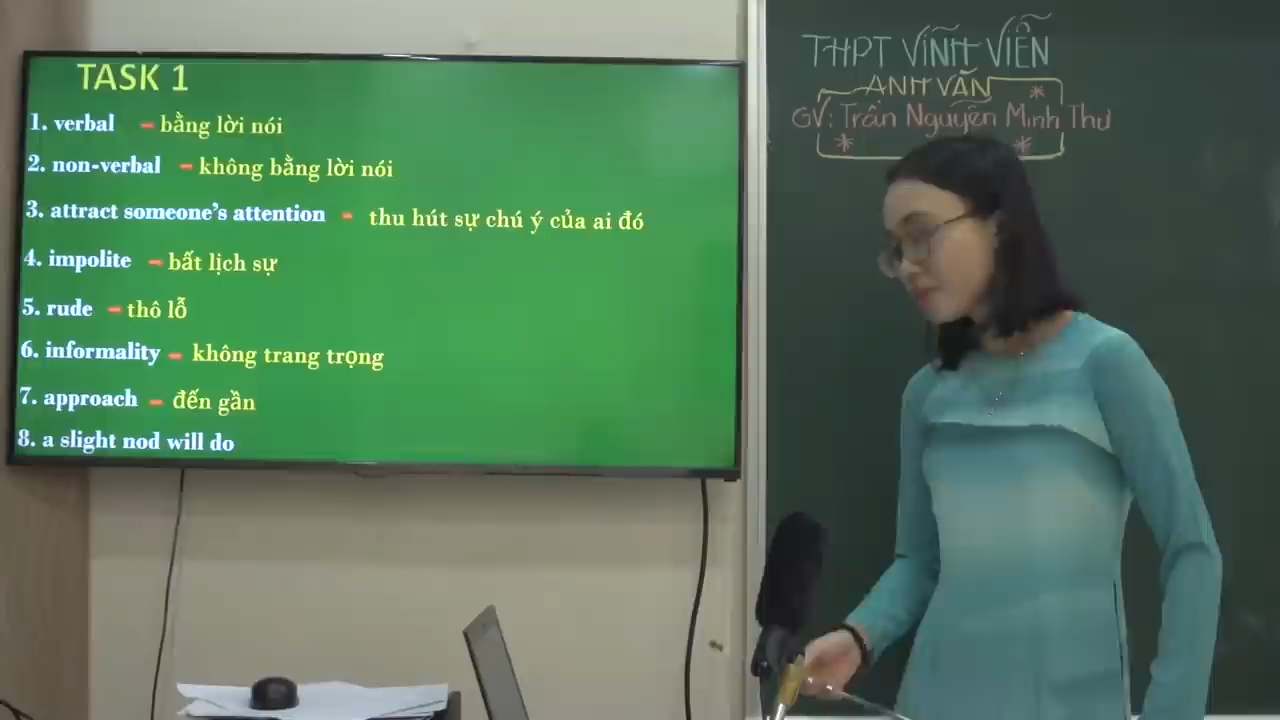 TASK 1
1. verbal – bằng lời nói
2. non-verbal – không bằng lời nói
3. attract someone's attention – thu hút sự chú ý của ai đó
4. impolite – bất lịch sự
5. rude – thô lỗ
6. informality – không trang trọng
7. approach – đến gần
8. a slight nod will do
THPT VĨNH VIỄN
ANH VĂN
GV: Trần Nguyễn Minh Thư